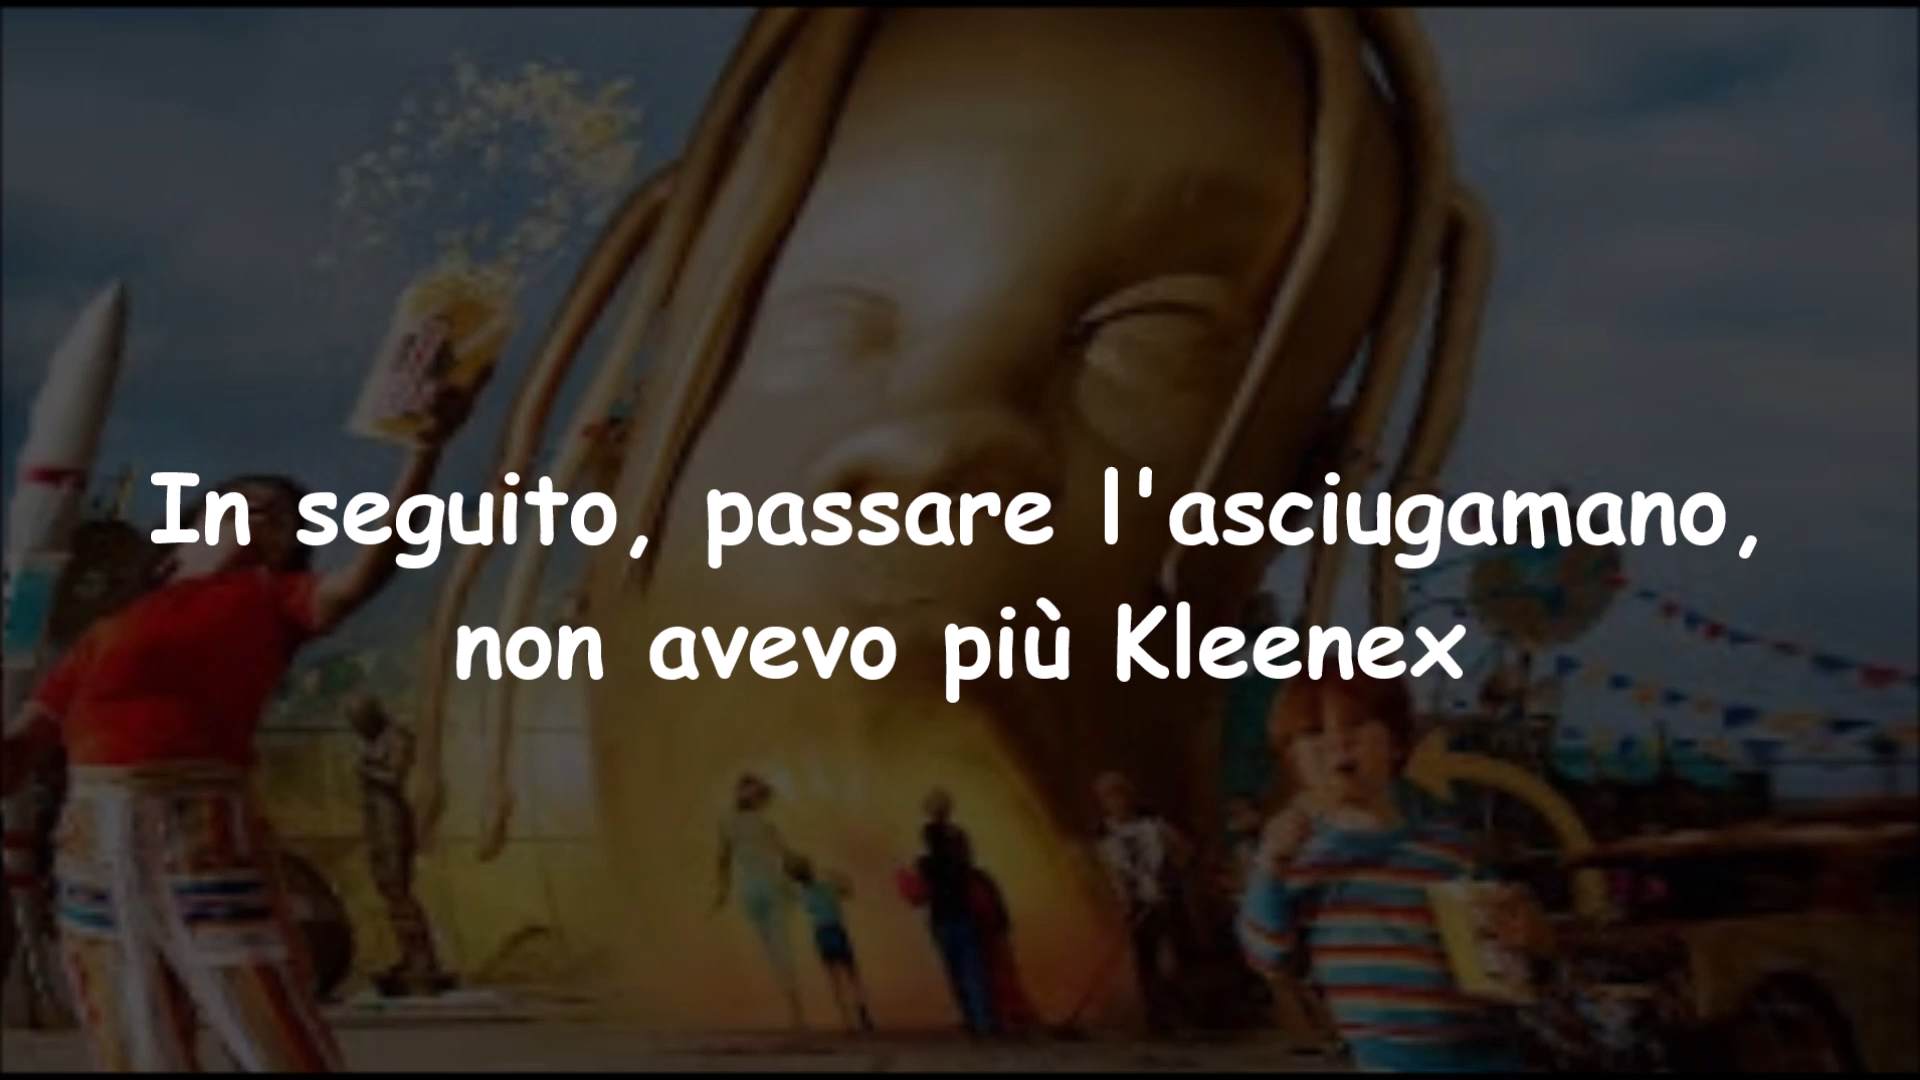 In seguito, passare l'asciugamano,
non avevo più Kleenex